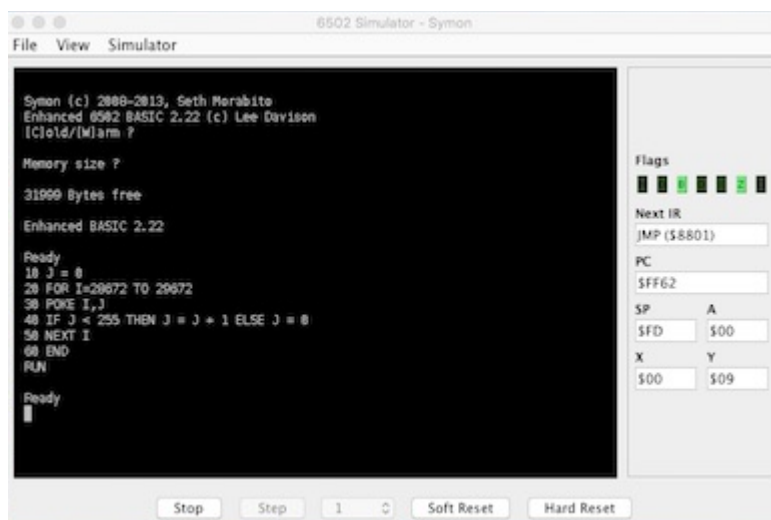 6502 Simulator - Symon
File View Simulator
Symon (c) 2008-2013, Seth Morabito
Enhanced 6502 BASIC 2.22 (c) Lee Davison
[C]old/[W]arm ?
Memory size ?
31999 Bytes free
Enhanced BASIC 2.22
Ready
10 J = 0
20 FOR I=28672 TO 29672
30 POKE I,J
40 IF J < 255 THEN J = J + 1 ELSE J = 0
50 NEXT I
60 END
RUN
Ready
Flags
B Z
Next IR
JMP ($8801)
PC
$FF62
SP A
$FD $00
X Y
$00 $09
Stop Step 1 Soft Reset Hard Reset